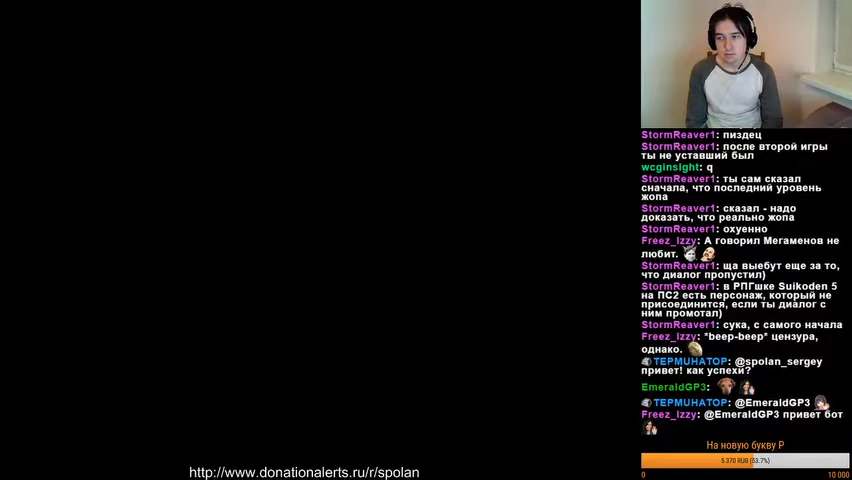 StormReaver1: пиздец
StormReaver1: после второй игры
ты не уставший был
wcginsight: q
StormReaver1: ты сам сказал
сначала, что последний уровень
жопа
StormReaver1: сказал - надо
доказать, что реально жопа
StormReaver1: охуенно
Freez_Izzy: А говорил Мегаменов не
любит.
StormReaver1: ща выебут еще за то,
что диалог пропустил)
StormReaver1: в РПГшке Suikoden 5
на ПС2 есть персонаж, который не
присоединится, если ты диалог с
ним промотал)
StormReaver1: сука, с самого начала
Freez_Izzy: *beep-beep* цензура,
однако.
TEPMUHATOP: @spolan_sergey
привет! как успехи?
EmeraldGP3:
TEPMUHATOP: @EmeraldGP3
Freez_Izzy: @EmeraldGP3 привет бот
На новую букву Р
5 370 RUB (53.7%)
0 10 000
http://www.donationalerts.ru/r/spolan